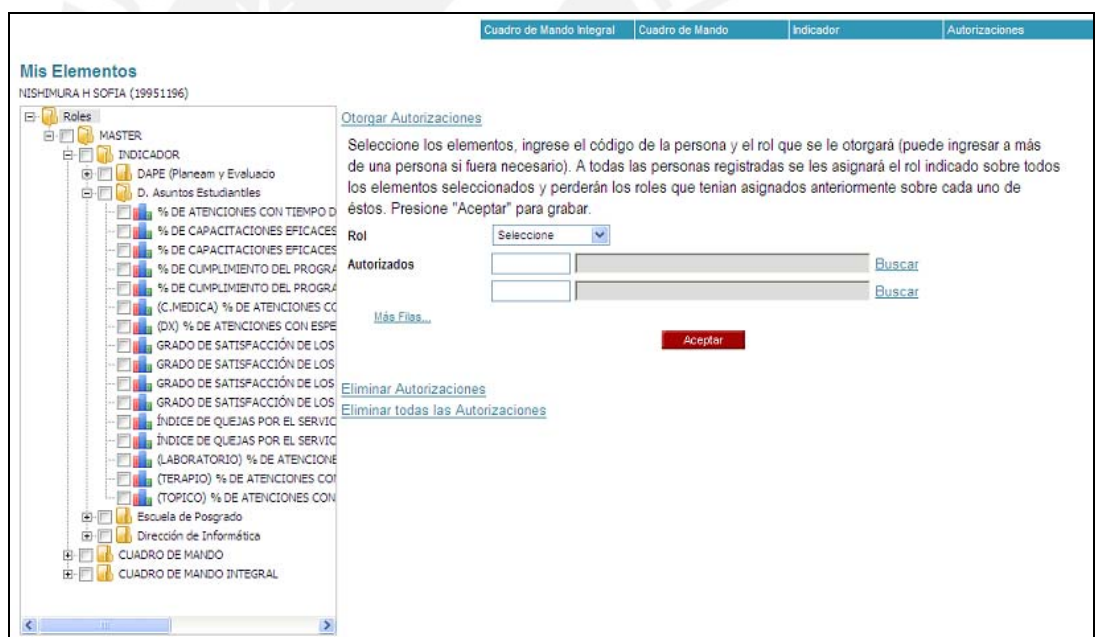 Cuadro de Mando Integral Cuadro de Mando Indicador Autorizaciones
Mis Elementos
NISHIMURA H SOFIA (19951196)
Roles
MASTER
INDICADOR
DAPE (Planeam y Evaluacio
D. Asuntos Estudiantiles
% DE ATENCIONES CON TIEMPO D
% DE CAPACITACIONES EFICACES
% DE CAPACITACIONES EFICACES
% DE CUMPLIMIENTO DEL PROGRA
% DE CUMPLIMIENTO DEL PROGRA
(C.MEDICA) % DE ATENCIONES CO
(DX) % DE ATENCIONES CON ESPE
GRADO DE SATISFACCIÓN DE LOS
GRADO DE SATISFACCIÓN DE LOS
GRADO DE SATISFACCIÓN DE LOS
GRADO DE SATISFACCIÓN DE LOS
ÍNDICE DE QUEJAS POR EL SERVIC
ÍNDICE DE QUEJAS POR EL SERVIC
(LABORATORIO) % DE ATENCIONE
(TERAPIO) % DE ATENCIONES CON
(TOPICO) % DE ATENCIONES CON
Escuela de Posgrado
Dirección de Informática
CUADRO DE MANDO
CUADRO DE MANDO INTEGRAL
Otorgar Autorizaciones
Seleccione los elementos, ingrese el código de la persona y el rol que se le otorgará (puede ingresar a más
de una persona si fuera necesario). A todas las personas registradas se les asignará el rol indicado sobre todos
los elementos seleccionados y perderán los roles que tenian asignados anteriormente sobre cada uno de
éstos. Presione "Aceptar" para grabar.
Rol Seleccione
Autorizados Buscar
Buscar
Más Filas...
Aceptar
Eliminar Autorizaciones
Eliminar todas las Autorizaciones